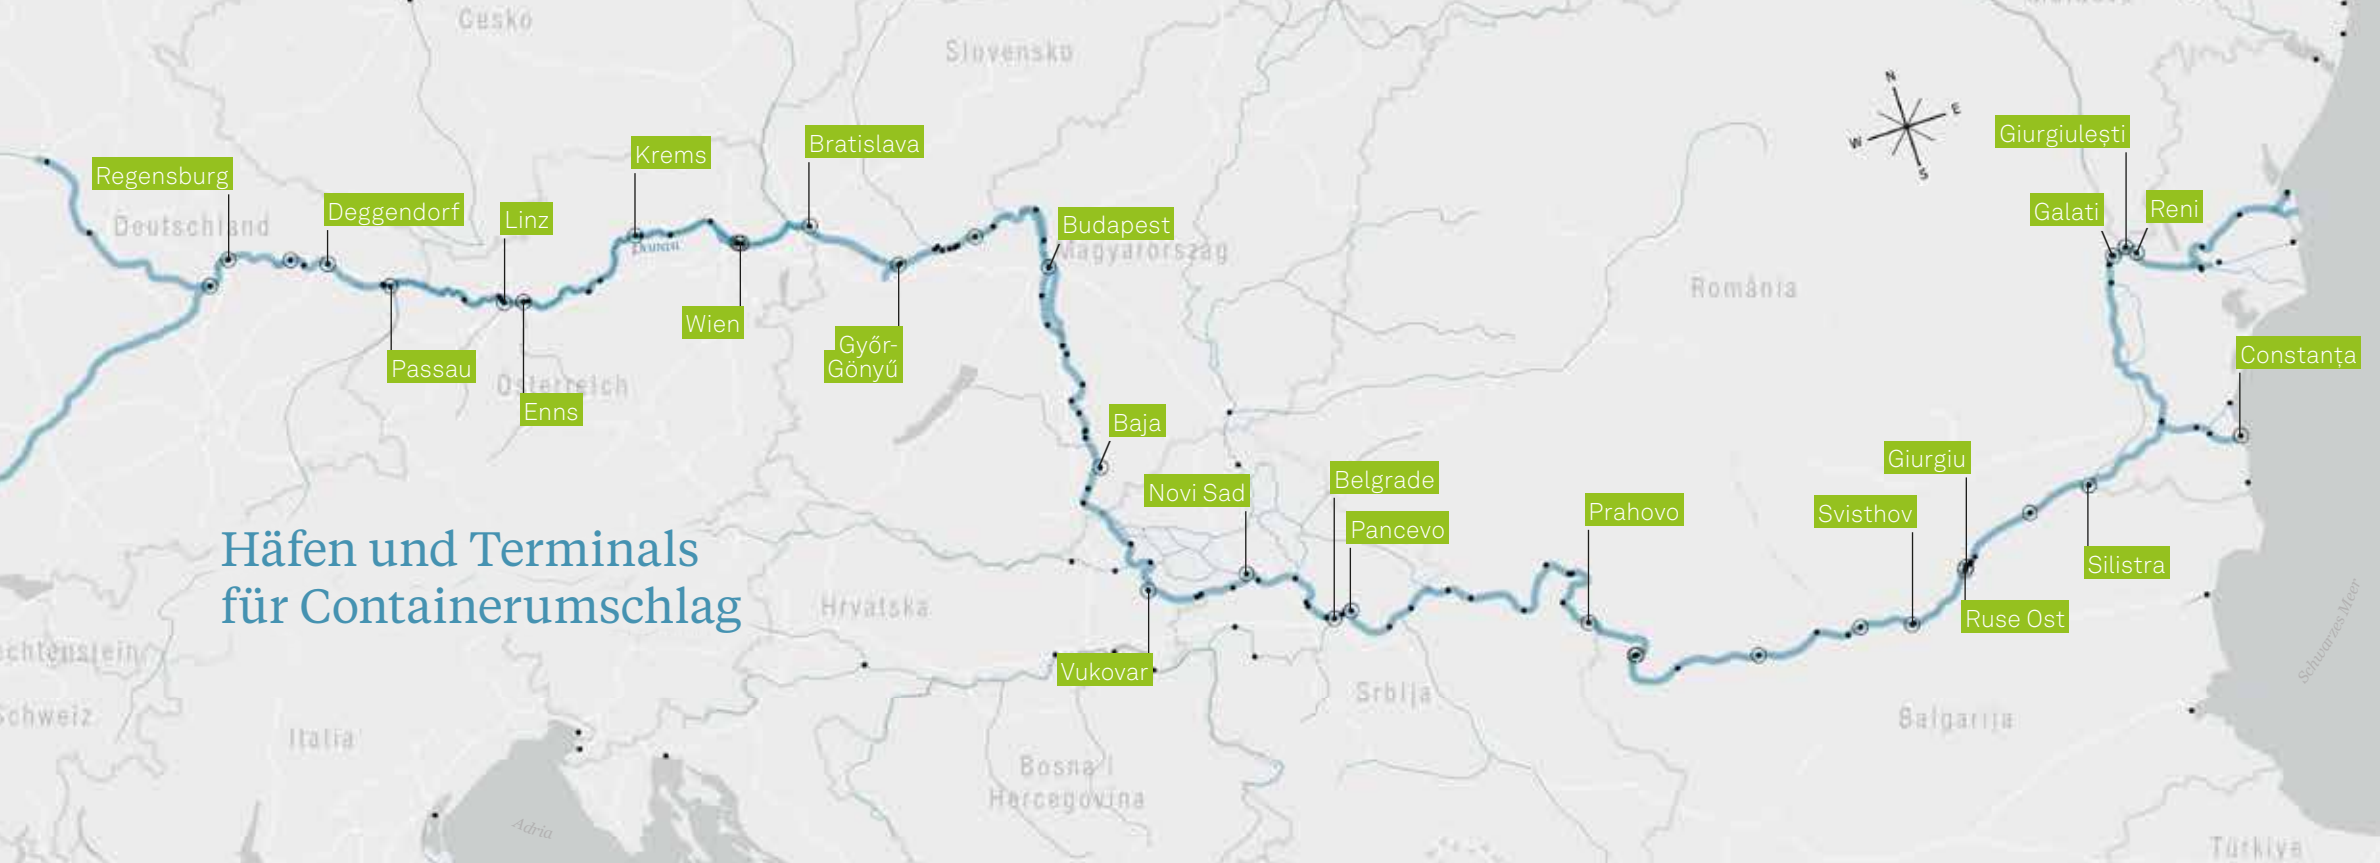 Česko
Slovensko
N
E
W
S
Giurgiulești
Bratislava
Krems
Regensburg
Deggendorf
Linz
Budapest
Galati
Reni
Deutschland
Donau
Magyarország
România
Wien
Győr-
Gönyű
Passau
Österreich
Enns
Constanța
Baja
Giurgiu
Novi Sad
Belgrade
Pancevo
Prahovo
Svisthov
Silistra
Häfen und Terminals
für Containerumschlag
Hrvatska
Ruse Ost
Schwarzes Meer
Vukovar
Srbija
Schweiz
Balgarija
Italia
Bosna i
Hercegovina
Adria
Türkiye